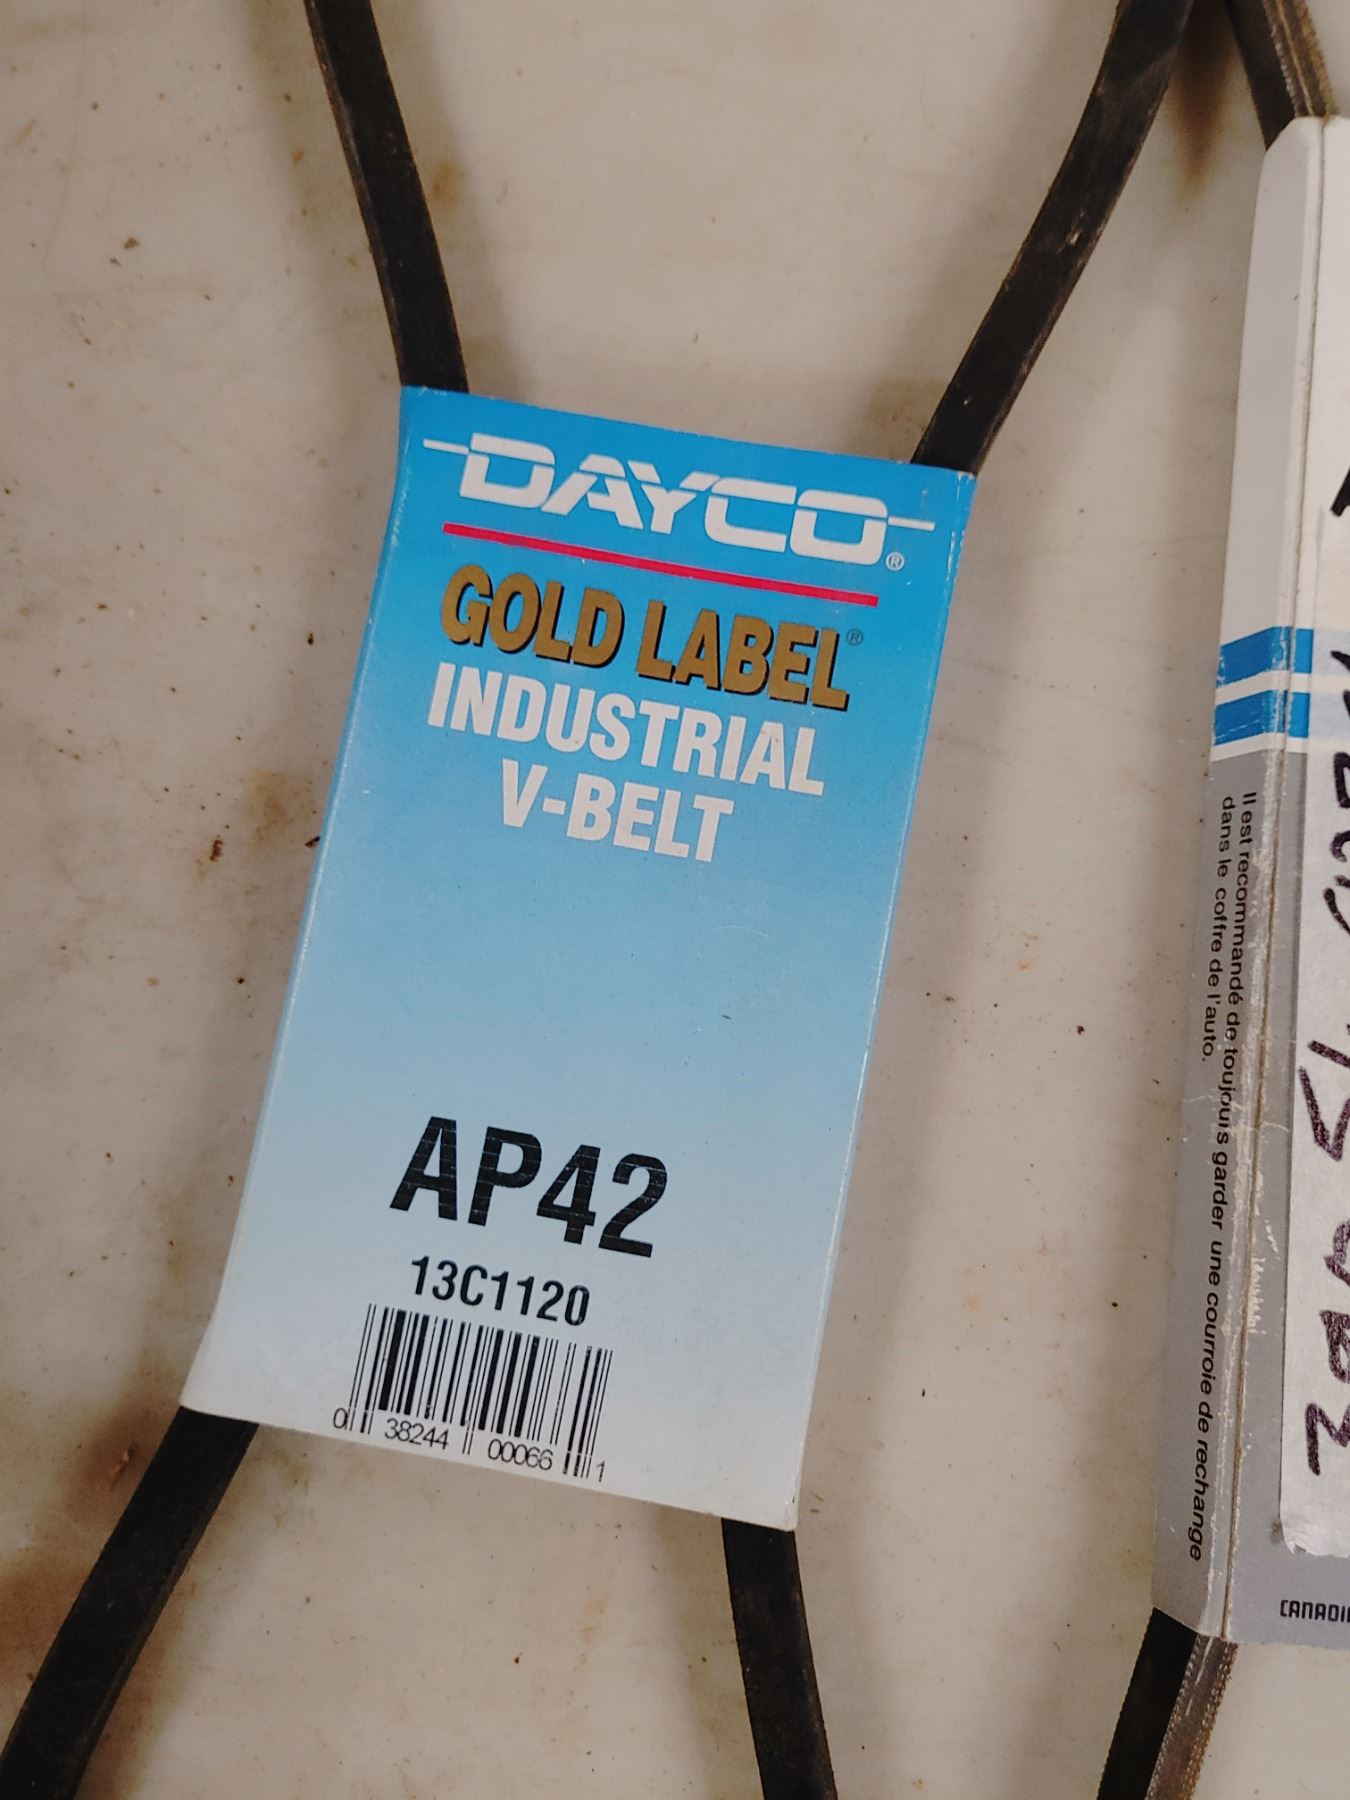 DAYCO®
GOLD LABEL®
INDUSTRIAL
V-BELT
AP42
13C1120
0 38244 00066 1
Il est recommandé de toujours garder une courroie de rechange
dans le coffre de l'auto.